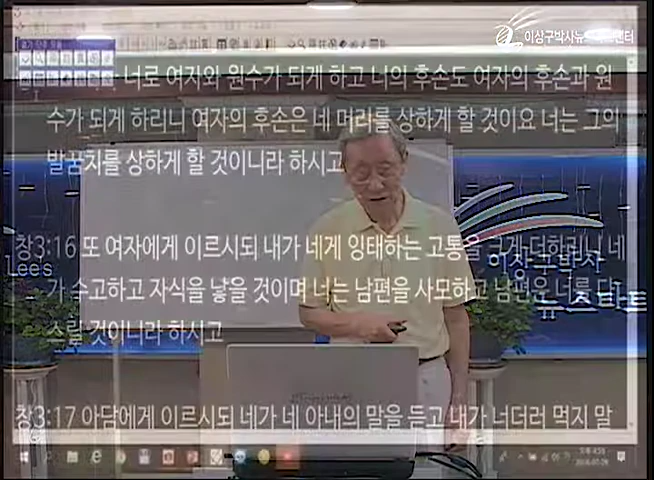 이상구박사뉴스타트센터
너로 여자와 원수가 되게 하고 너의 후손도 여자의 후손과 원
수가 되게 하리니 여자의 후손은 네 머리를 상하게 할 것이요 너는 그의
발꿈치를 상하게 할 것이니라 하시고
창3:16 또 여자에게 이르시되 내가 네게 잉태하는 고통을 크게 더하리니 네
가 수고하고 자식을 낳을 것이며 너는 남편을 사모하고 남편은 너를 다
스릴 것이니라 하시고
창3:17 아담에게 이르시되 네가 네 아내의 말을 듣고 내가 너더러 먹지 말
Lee's
이상구박사
뉴스타트